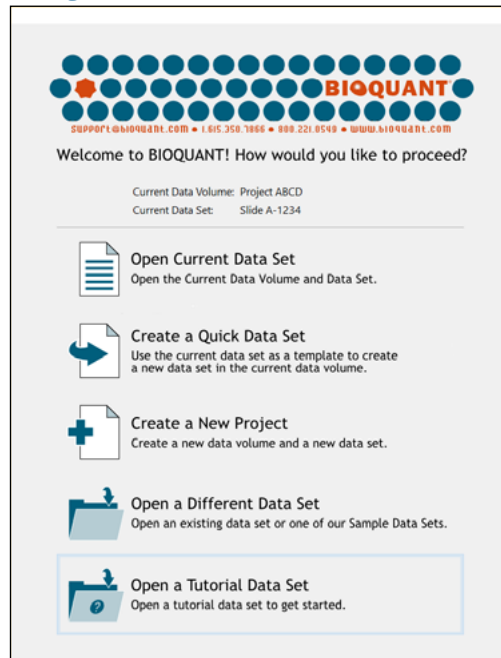 BIOQUANT
support@bioquant.com • 1.615.350.7866 • 800.221.0549 • www.bioquant.com
Welcome to BIOQUANT! How would you like to proceed?
Current Data Volume: Project ABCD
Current Data Set: Slide A-1234
Open Current Data Set
Open the Current Data Volume and Data Set.
Create a Quick Data Set
Use the current data set as a template to create
a new data set in the current data volume.
Create a New Project
Create a new data volume and a new data set.
Open a Different Data Set
Open an existing data set or one of our Sample Data Sets.
?
Open a Tutorial Data Set
Open a tutorial data set to get started.